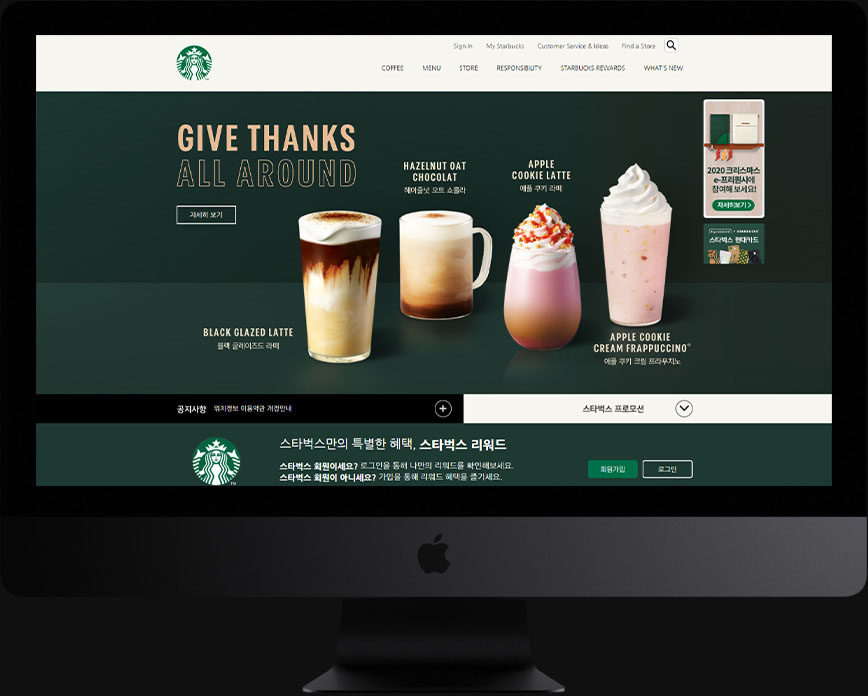 Sign In My Starbucks Customer Service & Ideas Find a Store
COFFEE MENU STORE RESPONSIBILITY STARBUCKS REWARDS WHAT'S NEW
GIVE THANKS
ALL AROUND
자세히 보기
HAZELNUT OAT
CHOCOLAT
헤이즐넛 오트 쇼콜라
APPLE
COOKIE LATTE
애플 쿠키 라떼
BLACK GLAZED LATTE
블랙 글레이즈드 라떼
APPLE COOKIE
CREAM FRAPPUCCINO®
애플 쿠키 크림 프라푸치노
2020 크리스마스
e-프리퀀시에
참여해 보세요!
자세히보기 >
스타벅스 현대카드
공지사항 위치정보 이용약관 개정안내
스타벅스 프로모션
스타벅스만의 특별한 혜택, 스타벅스 리워드
스타벅스 회원이세요? 로그인을 통해 나만의 리워드를 확인해보세요.
스타벅스 회원이 아니세요? 가입을 통해 리워드 혜택을 즐기세요.
회원가입 로그인
TM